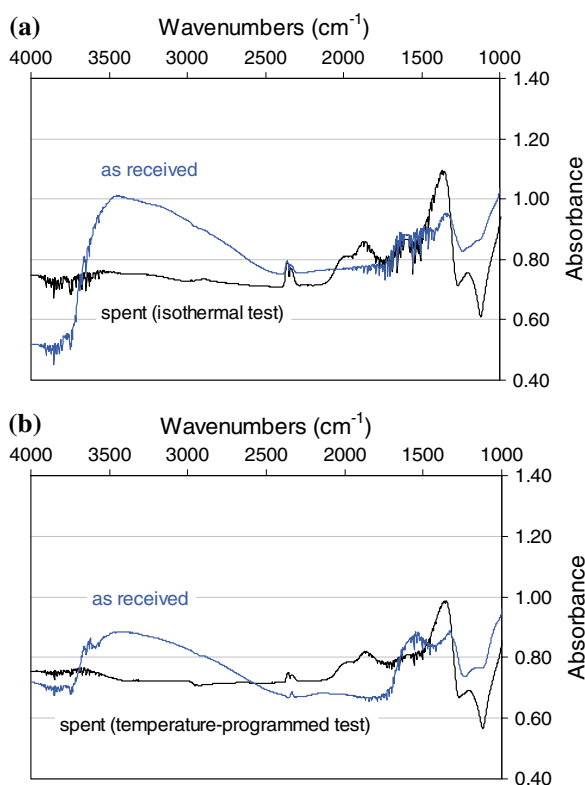 (a)
Wavenumbers (cm-1)
4000 3500 3000 2500 2000 1500 1000
1.40
1.20
as received
1.00
Absorbance
0.80
spent (isothermal test)
0.60
0.40
(b)
Wavenumbers (cm-1)
4000 3500 3000 2500 2000 1500 1000
1.40
1.20
as received
1.00
Absorbance
0.80
spent (temperature-programmed test)
0.60
0.40